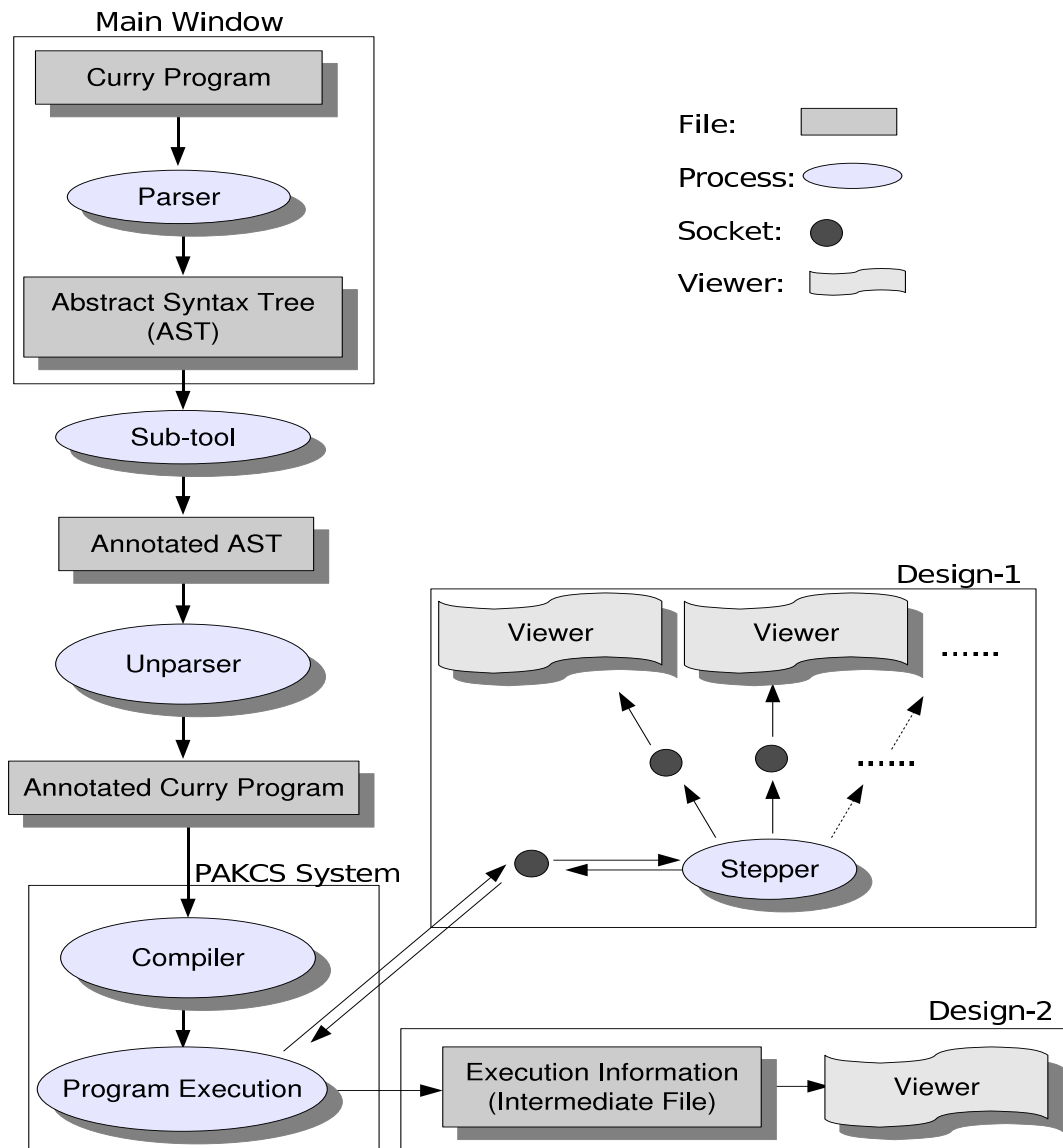 Main Window
Curry Program
Parser
Abstract Syntax Tree
(AST)
Sub-tool
Annotated AST
Unparser
Annotated Curry Program
PAKCS System
Compiler
Program Execution
File:
Process:
Socket:
Viewer:
Design-1
Viewer
Viewer
......
......
Stepper
Design-2
Execution Information
(Intermediate File)
Viewer